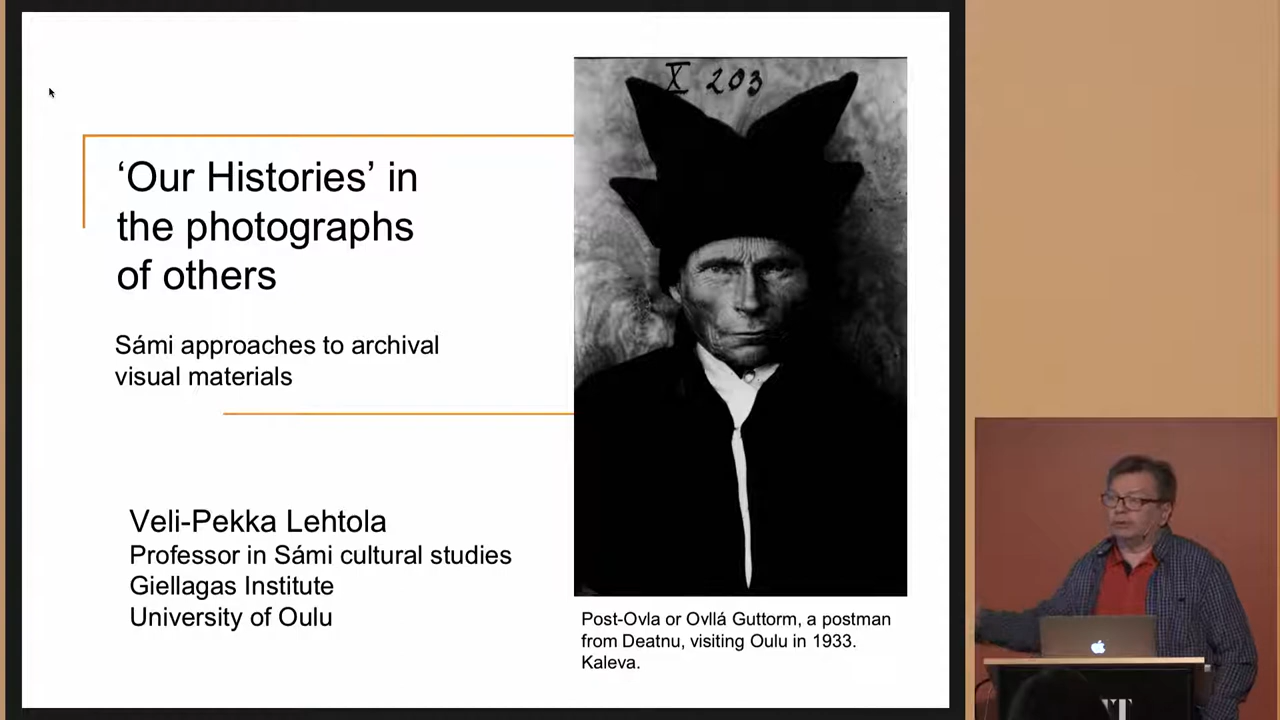 X 203
‘Our Histories’ in
the photographs
of others
Sámi approaches to archival
visual materials
Veli-Pekka Lehtola
Professor in Sámi cultural studies
Giellagas Institute
University of Oulu
Post-Ovla or Ovllá Guttorm, a postman
from Deatnu, visiting Oulu in 1933.
Kaleva.